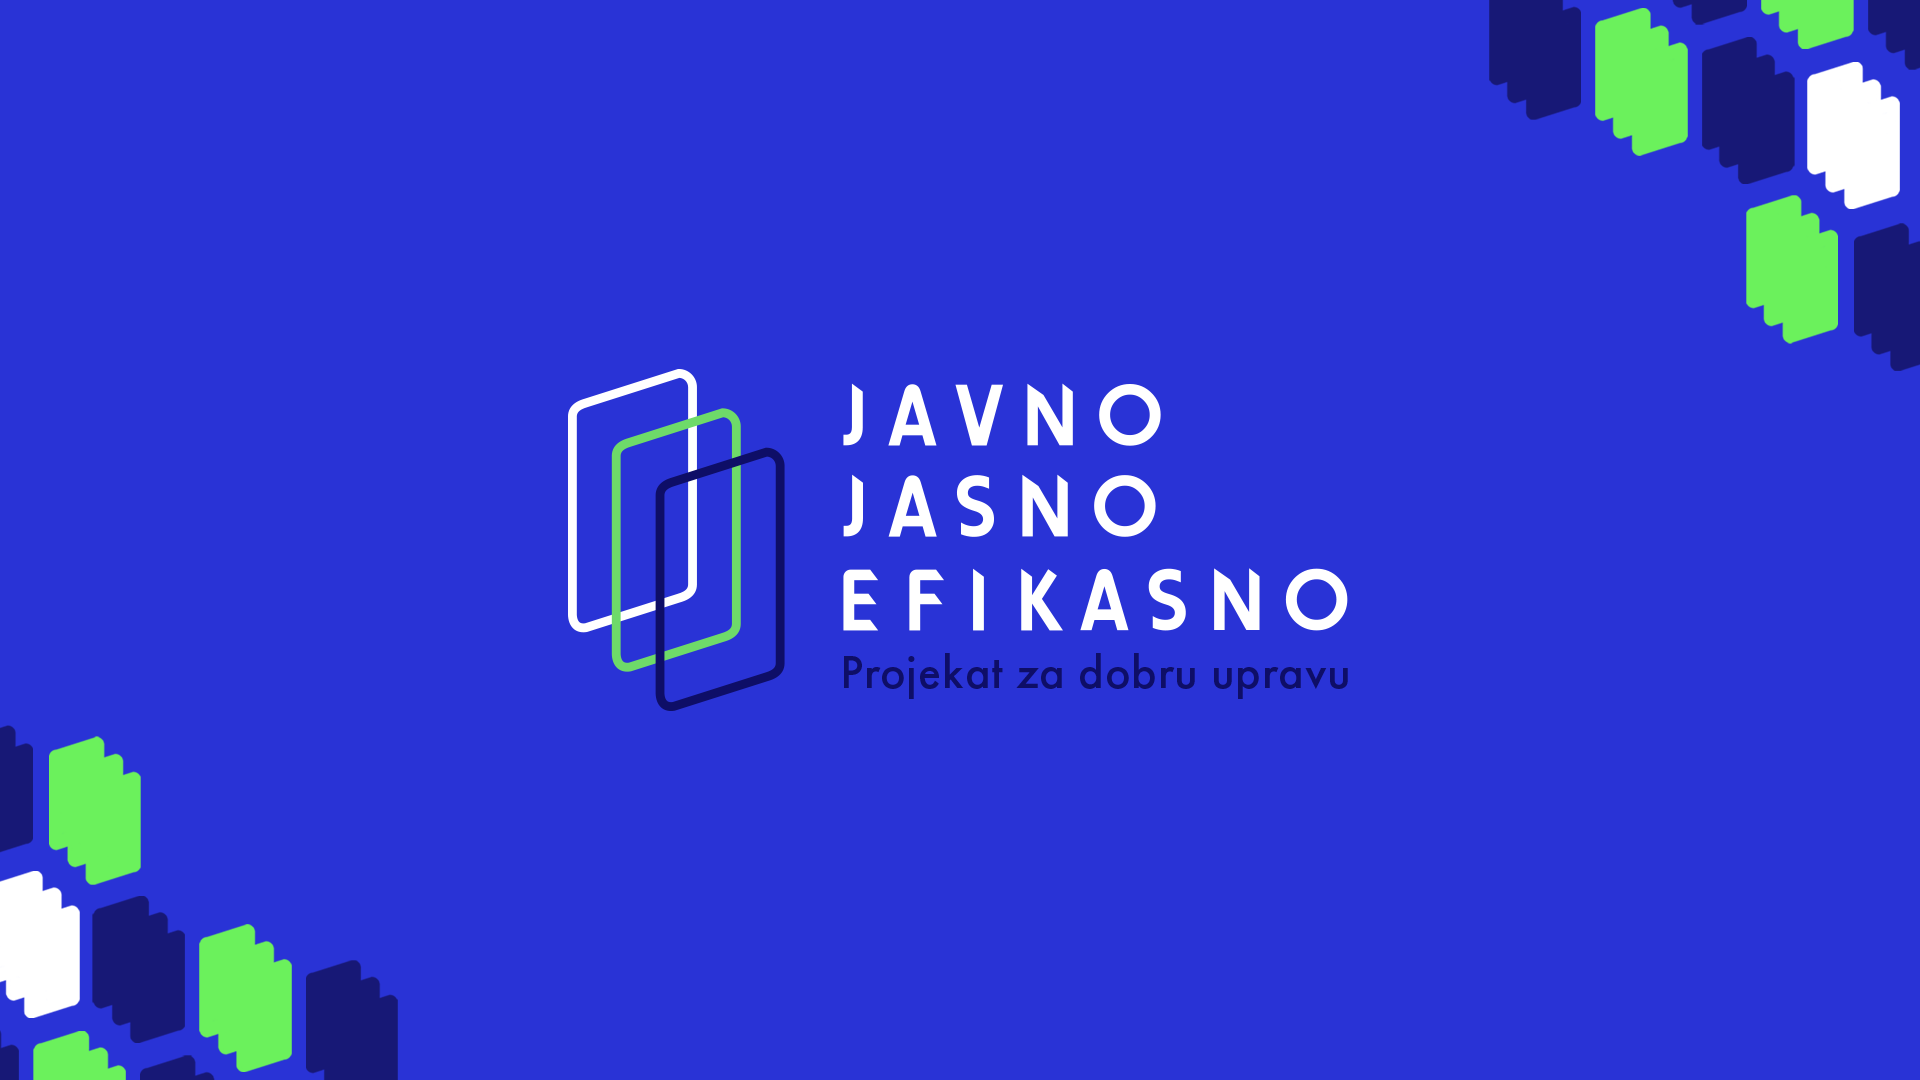 JAVNO
JASNO
EFIKASNO
Projekat za dobru upravu